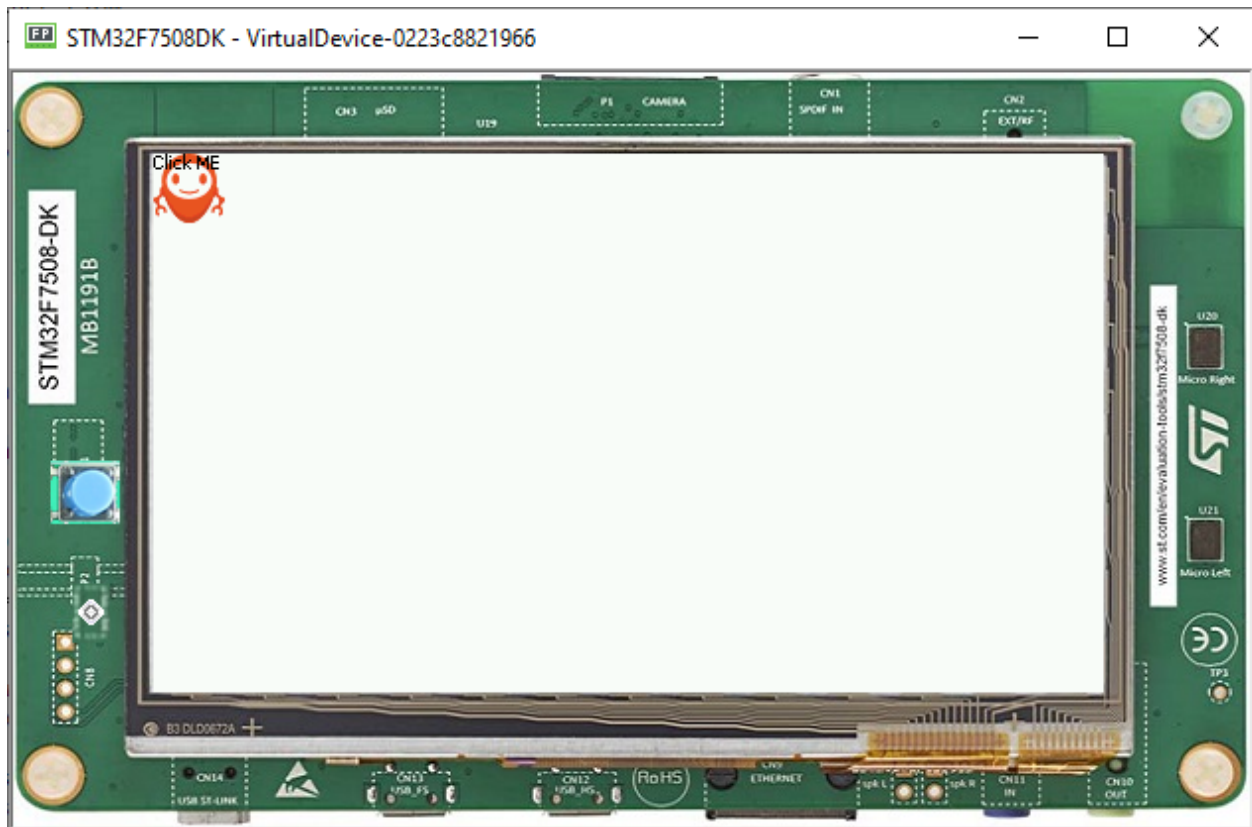 STM32F7508DK - VirtualDevice-0223c8821966
CN3 µSD
U19
P1 CAMERA
CN1
SPDIF IN
CN2
EXT/RF
Click ME
STM32F7508-DK
MB1191B
U20
Micro Right
www.st.com/en/evaluation-tools/stm32f7508-dk
U21
Micro Left
P2
CN8
TP3
B3 DLD0672A
CN14
USB ST-LINK
CN13
USB_FS
CN12
USB_HS
RoHS
CN9
ETHERNET
spk L
spk R
CN11
IN
CN10
OUT